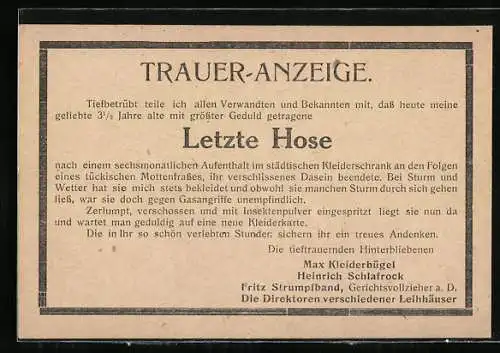 TRAUER-ANZEIGE.
Tiefbetrübt teile ich allen Verwandten und Bekannten mit, daß heute meine
geliebte 3½ Jahre alte mit größter Geduld getragene
Letzte Hose
nach einem sechsmonatlichen Aufenthalt im städtischen Kleiderschrank an den Folgen
eines tückischen Mottenfraßes, ihr verschlissenes Dasein beendete. Bei Sturm und
Wetter hat sie mich stets bekleidet und obwohl sie manchen Sturm durch sich gehen
ließ, war sie doch gegen Gasangriffe unempfindlich.
Zerlumpt, verschossen und mit Insektenpulver eingespritzt liegt sie nun da
und wartet man geduldig auf eine neue Kleiderkarte.
Die in Ihr so schön verlebten Stunden sichern ihr ein treues Andenken.
Die tieftrauernden Hinterbliebenen
Max Kleiderbügel
Heinrich Schlafrock
Fritz Strumpfband, Gerichtsvollzieher a. D.
Die Direktoren verschiedener Leihhäuser